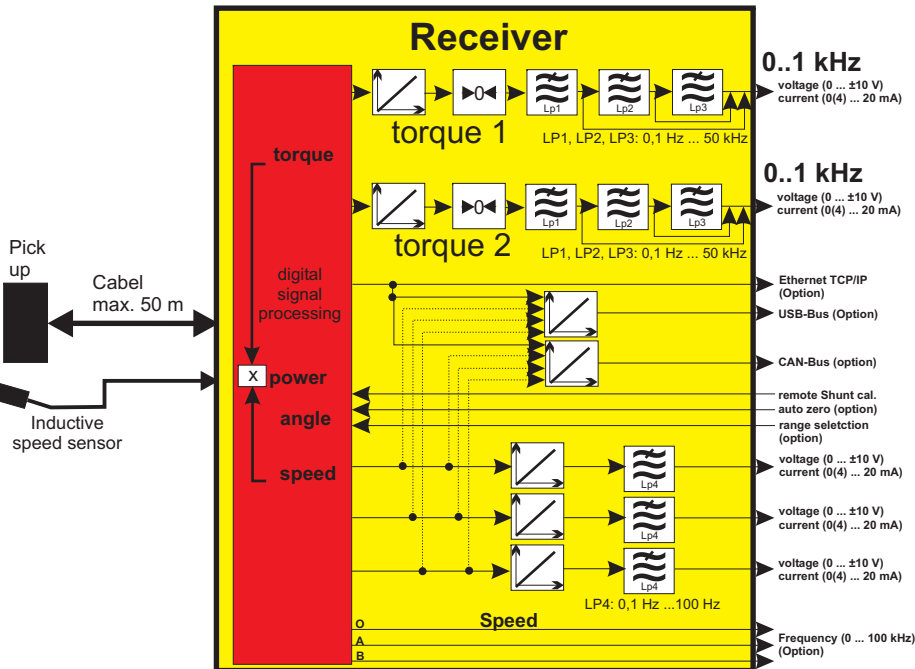 Receiver
0..1 kHz
voltage (0 ... ±10 V)
current (0(4) ... 20 mA)
0
Lp1
Lp2
Lp3
torque 1
LP1, LP2, LP3: 0,1 Hz ... 50 kHz
torque
0..1 kHz
voltage (0 ... ±10 V)
current (0(4) ... 20 mA)
0
Lp1
Lp2
Lp3
torque 2
LP1, LP2, LP3: 0,1 Hz ... 50 kHz
Pick
up
Cabel
max. 50 m
digital
signal
processing
Ethernet TCP/IP
(Option)
USB-Bus (Option)
CAN-Bus (option)
x
power
remote Shunt cal.
auto zero (option)
range seletction
(option)
angle
Inductive
speed sensor
speed
Lp4
voltage (0 ... ±10 V)
current (0(4) ... 20 mA)
Lp4
voltage (0 ... ±10 V)
current (0(4) ... 20 mA)
Lp4
voltage (0 ... ±10 V)
current (0(4) ... 20 mA)
LP4: 0,1 Hz ...100 Hz
Speed
O
A
B
Frequency (0 ... 100 kHz)
(Option)